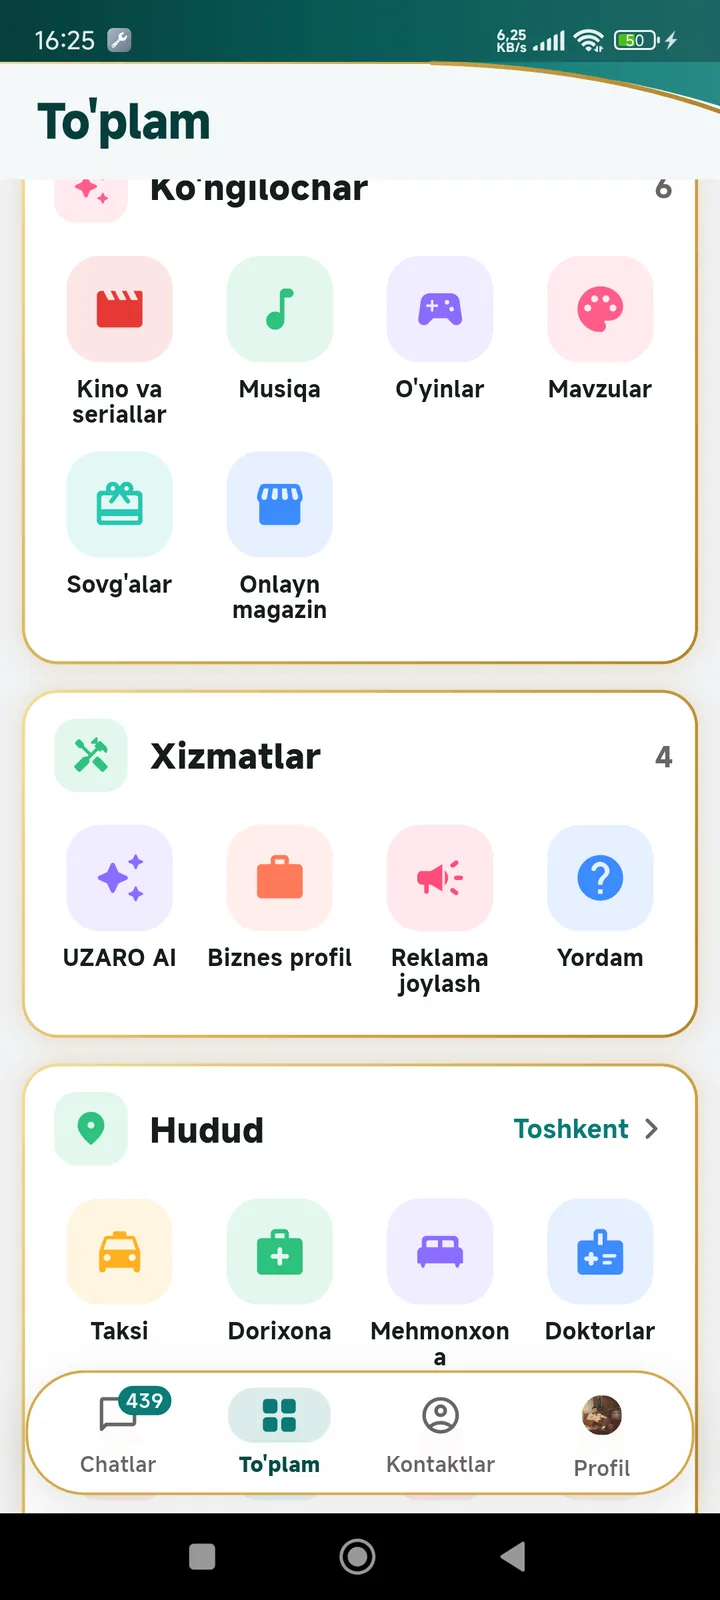 16:25
6,25
KB/s
50
To'plam
Ko'ngilochar
6
Kino va
seriallar
Musiqa
O'yinlar
Mavzular
Sovg'alar
Onlayn
magazin
Xizmatlar
4
UZARO AI
Biznes profil
Reklama
joylash
Yordam
Hudud
Toshkent
Taksi
Dorixona
Mehmonxon
a
Doktorlar
439
Chatlar
To'plam
Kontaktlar
Profil